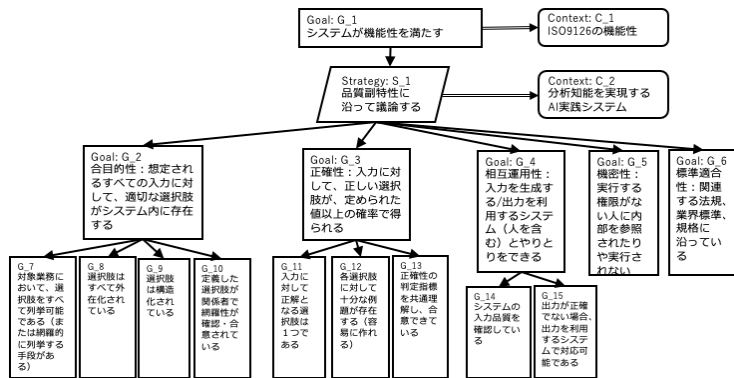 Goal: G_1
システムが機能性を満たす
Context: C_1
ISO9126の機能性
Strategy: S_1
品質副特性に
沿って議論する
Context: C_2
分析知能を実現する
AI実践システム
Goal: G_2
合目的性：想定され
るすべての入力に対
して、適切な選択肢
がシステム内に存在
する
Goal: G_3
正確性：入力に対
して、正しい選択
肢が、定められた
値以上の確率で得
られる
Goal: G_4
相互運用性：
入力を生成す
る/出力を利
用するシステ
ム（人を含
む）とやりと
りをできる
Goal: G_5
機密性：
実行する
権限がな
い人に内
部を参照
されたり
や実行さ
れない
Goal: G_6
標準適合
性：関連
する法規、
業界標準、
規格に
沿ってい
る
G_7
対象業務に
おいて、選
択肢をすべ
て列挙可能
である（ま
たは網羅的
に列挙する
手段があ
る）
G_8
選択肢は
すべて外
在化され
ている
G_9
選択肢
は構造
化され
ている
G_10
定義した
選択肢が
関係者で
網羅性が
確認・合
意されて
いる
G_11
入力に対
して正解と
なる選択
肢は１つで
ある
G_12
各選択肢
に対して十
分な例題が
存在する
（容易に作
れる）
G_13
正確性の
判定指標
を共通理
解し、合
意できて
いる
G_14
システムの
入力品質を
確認してい
る
G_15
出力が正確
でない場合、
出力を利用
するシステ
ムで対応可
能である